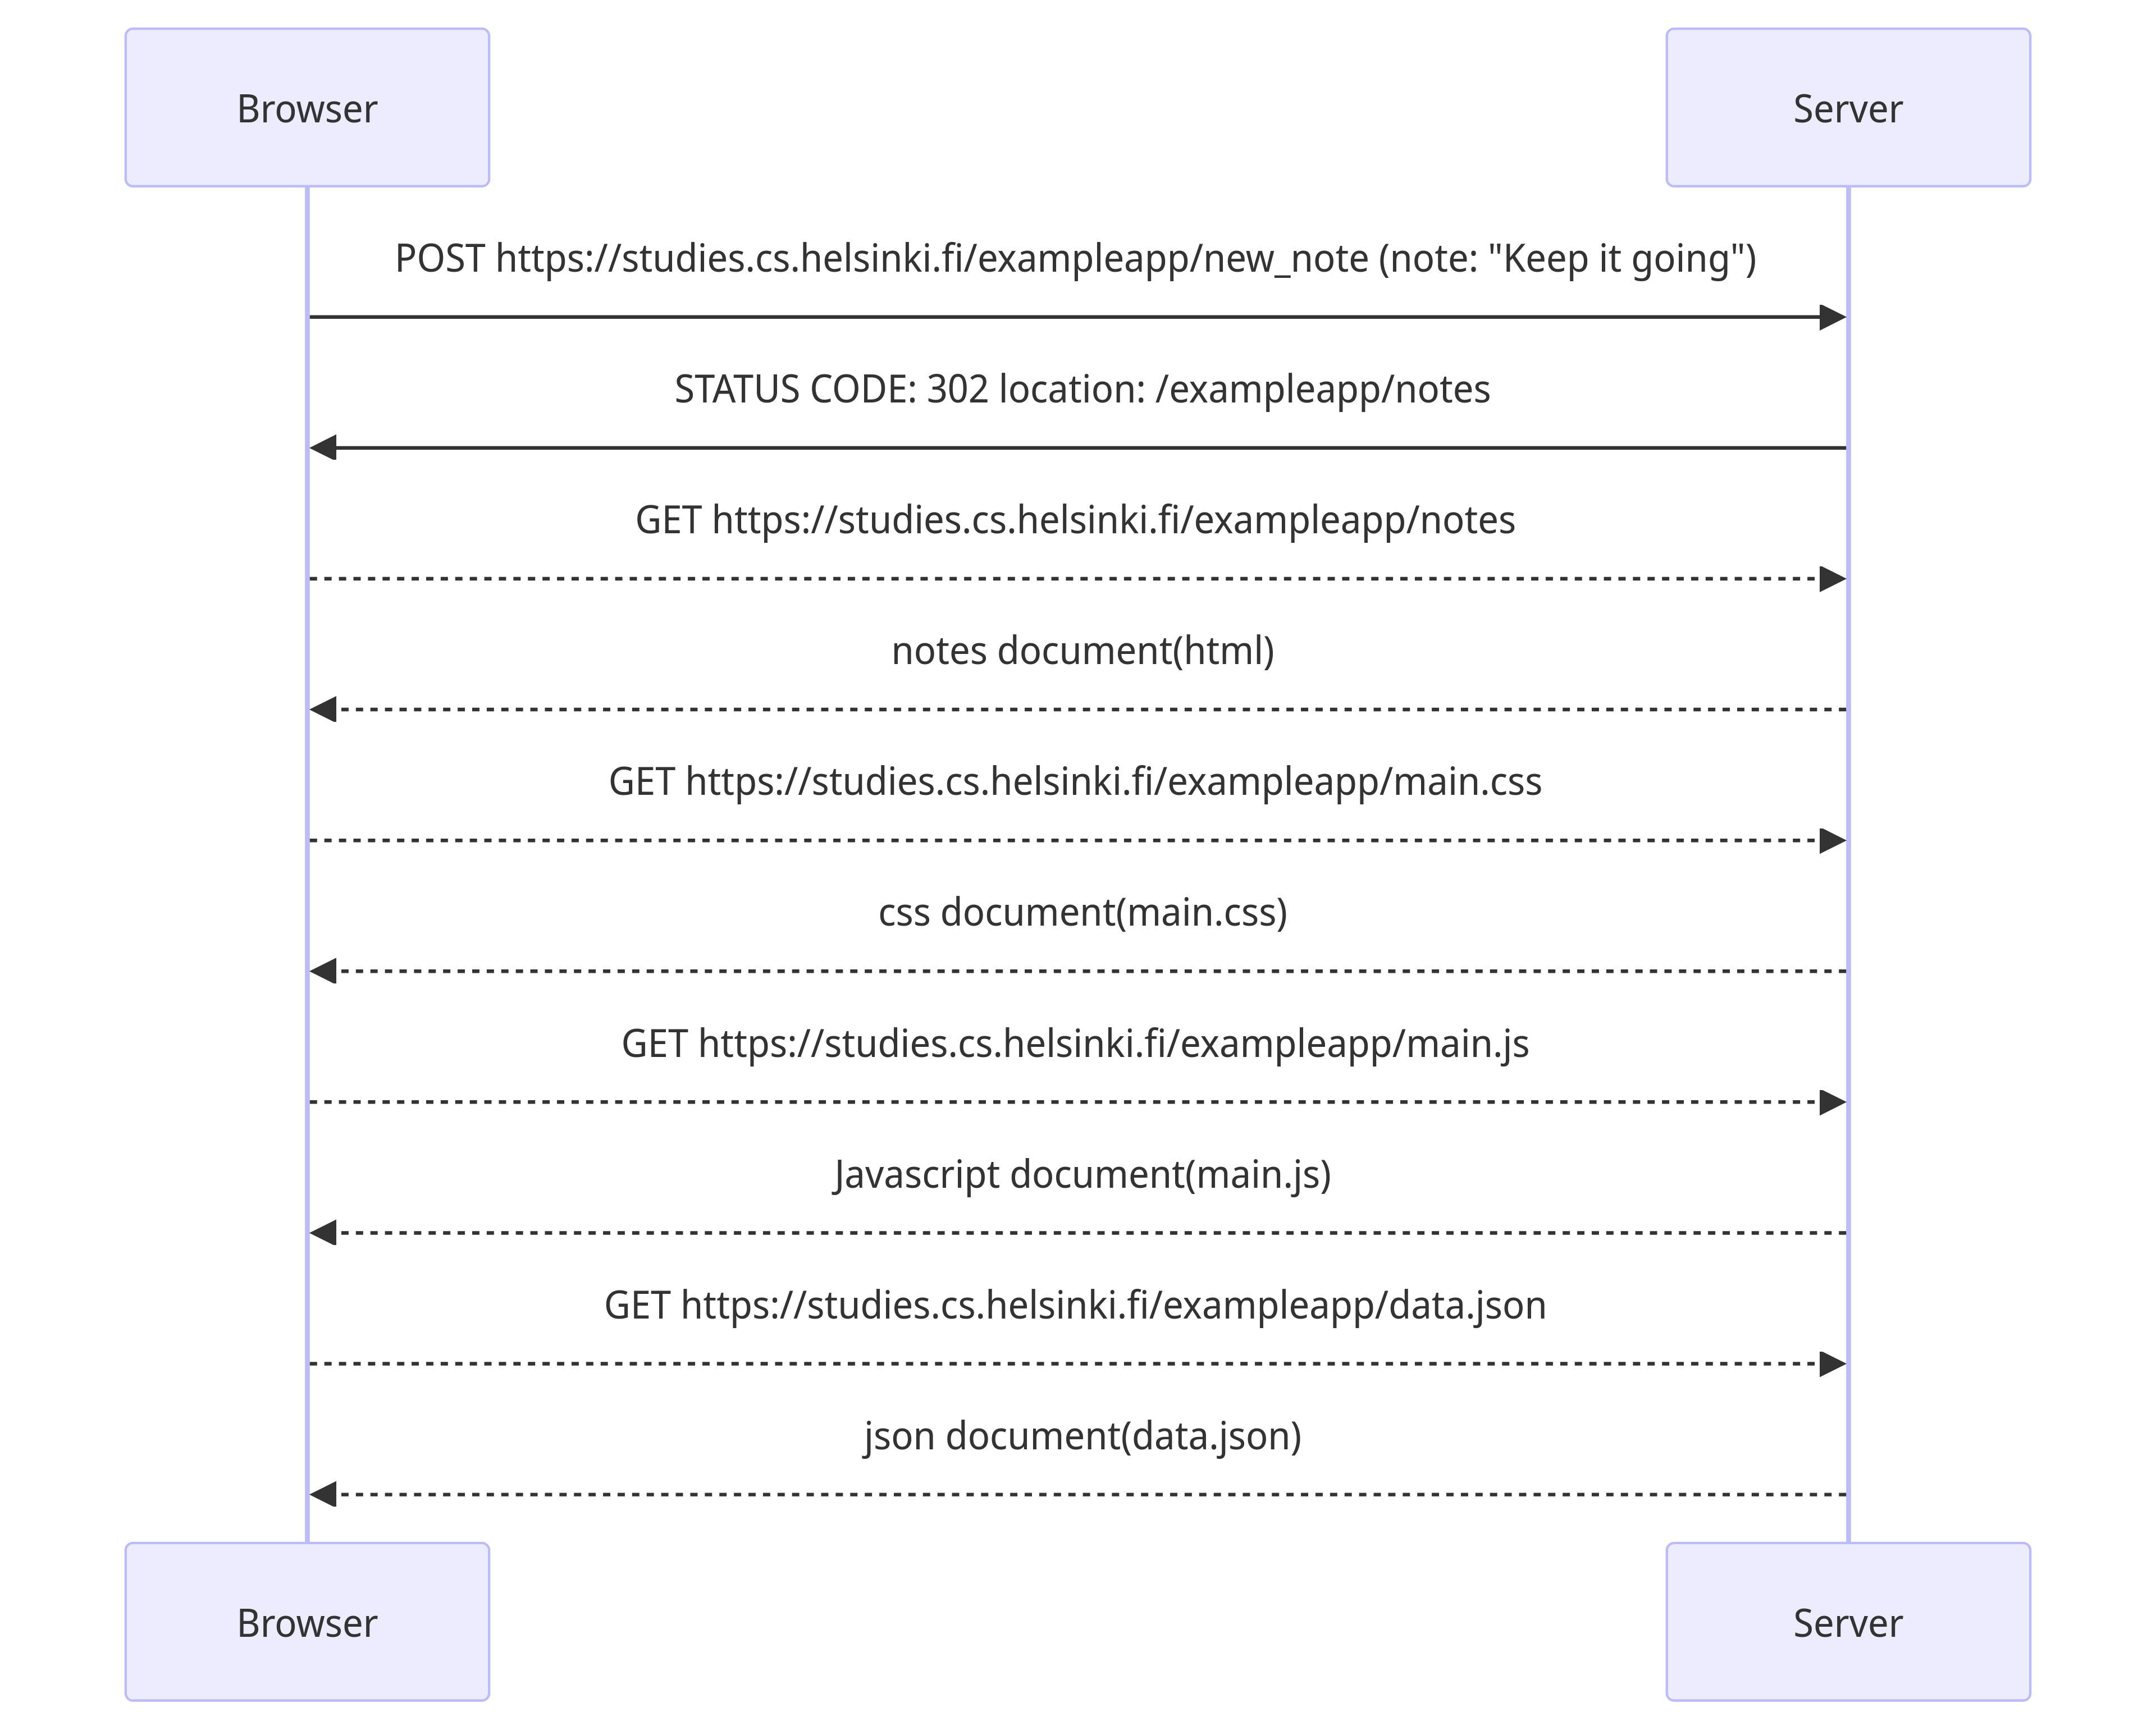 Browser
Server
POST https://studies.cs.helsinki.fi/exampleapp/new_note (note: "Keep it going")
STATUS CODE: 302 location: /exampleapp/notes
GET https://studies.cs.helsinki.fi/exampleapp/notes
notes document(html)
GET https://studies.cs.helsinki.fi/exampleapp/main.css
css document(main.css)
GET https://studies.cs.helsinki.fi/exampleapp/main.js
Javascript document(main.js)
GET https://studies.cs.helsinki.fi/exampleapp/data.json
json document(data.json)
Browser
Server